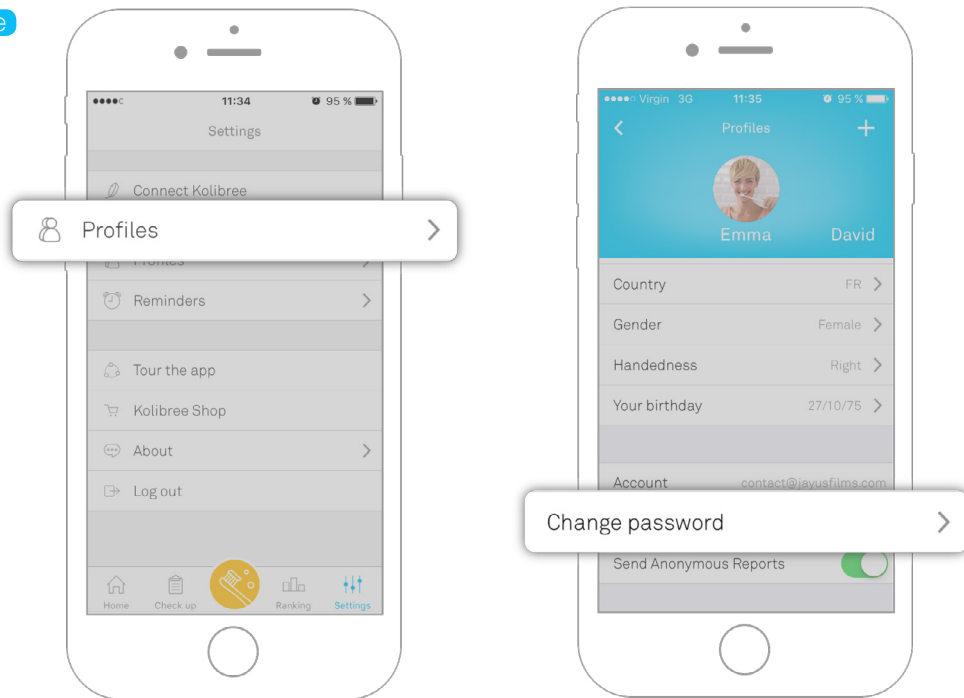 11:34
95 %
Settings
Connect Kolibree
Profiles
Profiles
Reminders
Tour the app
Kolibree Shop
About
Log out
Home
Check up
Ranking
Settings
Virgin 3G
11:35
95 %
Profiles
Emma
David
Country
FR
Gender
Female
Handedness
Right
Your birthday
27/10/75
Account
contact@jayusfilms.com
Change password
Send Anonymous Reports